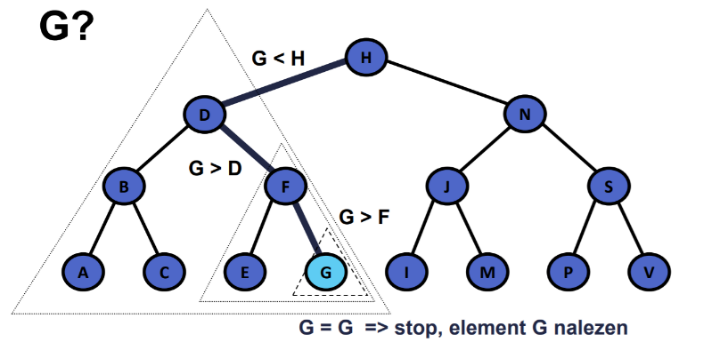 G?
G < H
H
D
N
G > D
B
F
J
S
G > F
A
C
E
G
I
M
P
V
G = G => stop, element G nalezen